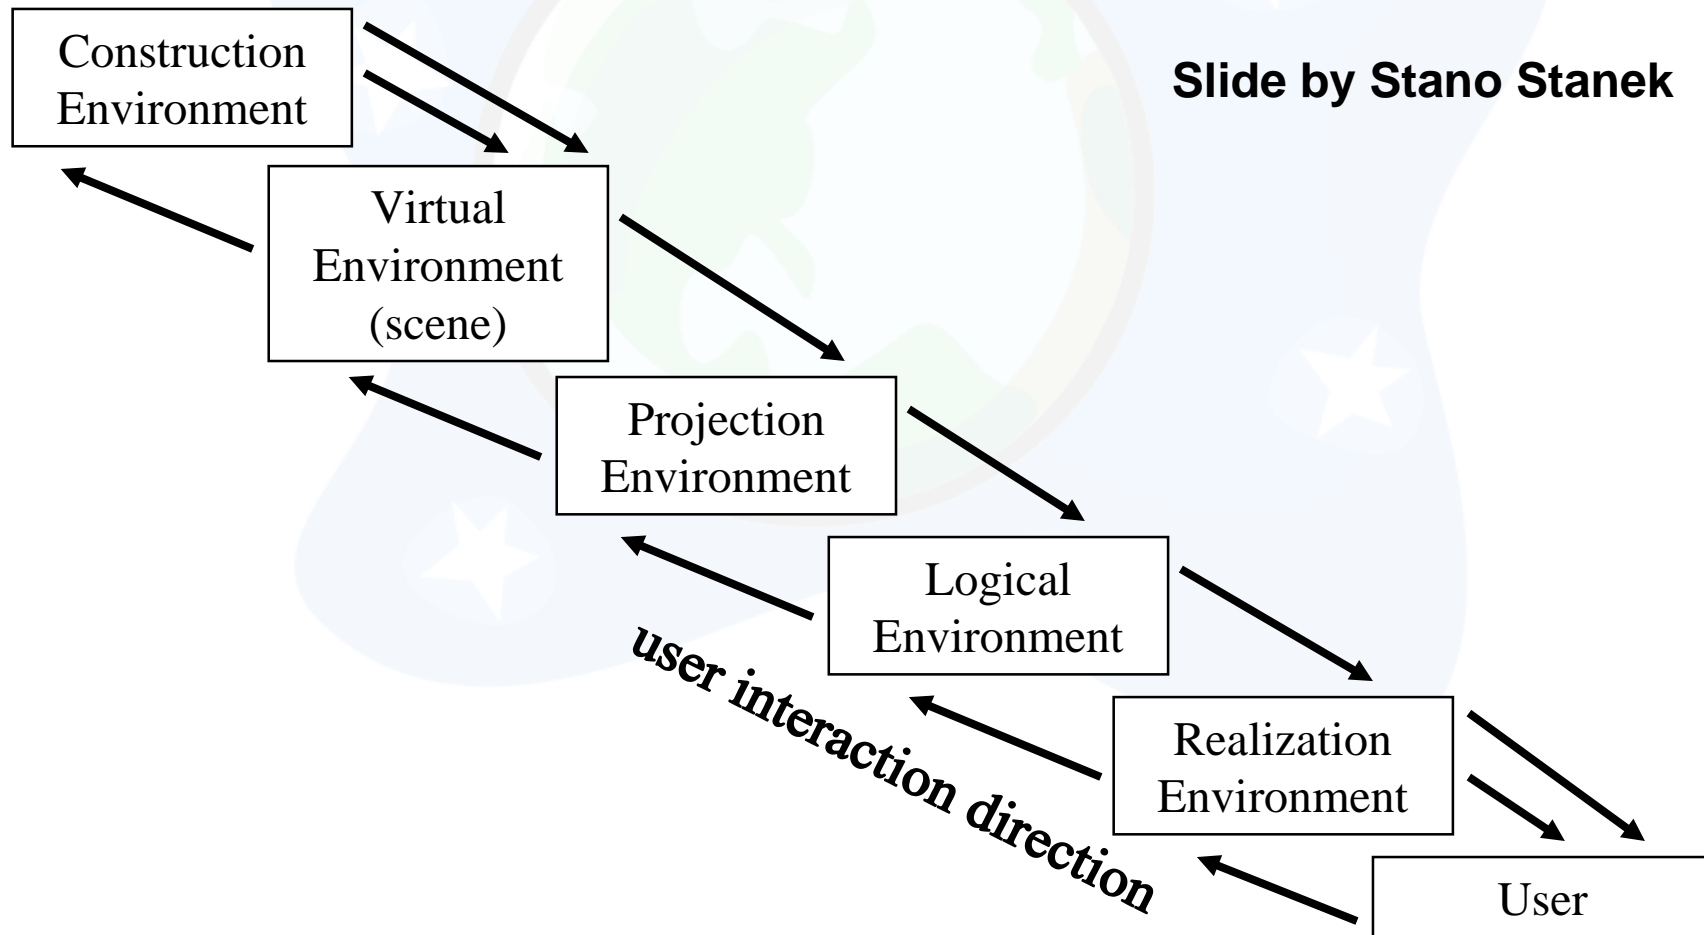 Construction
Environment
Slide by Stano Stanek
Virtual
Environment
(scene)
Projection
Environment
Logical
Environment
user interaction direction
Realization
Environment
User